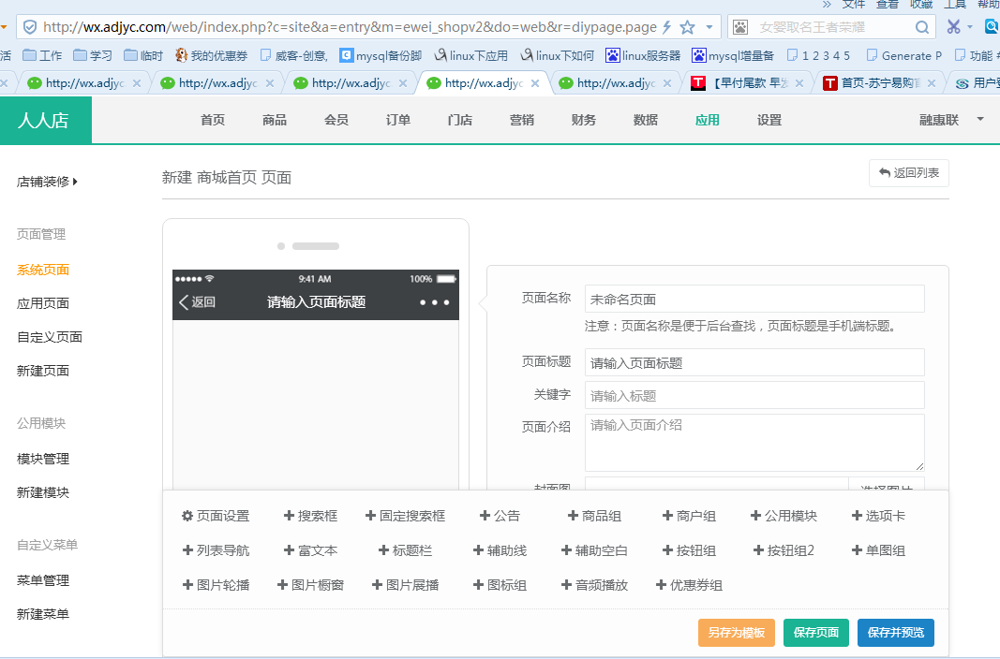 » 文件 查看 收藏 工具 帮助
http://wx.adjyc.com/web/index.php?c=site&a=entry&m=ewei_shopv2&do=web&r=diypage.page 女婴取名王者荣耀
活 工作 学习 临时 我的优惠券 威客-创意, mysql备份脚 linux下应用 linux下如何 linux服务器 mysql增量备 1 2 3 4 5 Generate P 功能
http://wx.adjyc http://wx.adjyc http://wx.adjyc http://wx.adjyc http://wx.adjyc 【早付尾款 早发 首页-苏宁易购官 用户登
人人店 首页 商品 会员 订单 门店 营销 财务 数据 应用 设置 融惠联
店铺装修
新建 商城首页 页面
返回列表
页面管理
系统页面
应用页面
自定义页面
新建页面
公用模块
模块管理
新建模块
自定义菜单
菜单管理
新建菜单
9:41 AM 100%
返回 请输入页面标题
页面名称 未命名页面
注意：页面名称是便于后台查找，页面标题是手机端标题。
页面标题 请输入页面标题
关键字 请输入标题
页面介绍 请输入页面介绍
封面图 选择图片
页面设置 搜索框 固定搜索框 公告 商品组 商户组 公用模块 选项卡
列表导航 富文本 标题栏 辅助线 辅助空白 按钮组 按钮组2 单图组
图片轮播 图片橱窗 图片展播 图标组 音频播放 优惠券组
另存为模板 保存页面 保存并预览